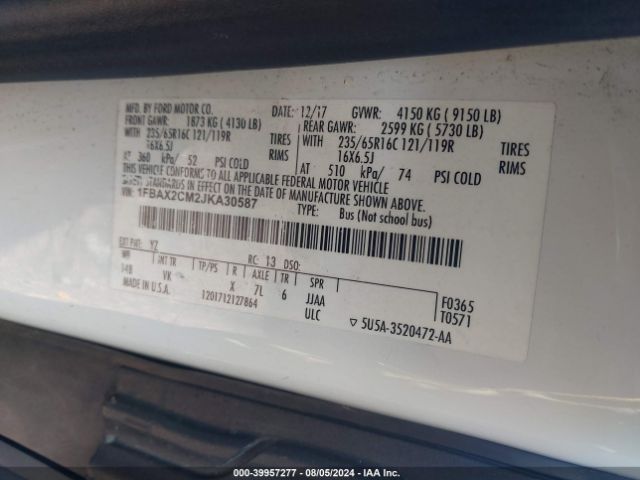 MFD. BY FORD MOTOR CO.
DATE: 12/17 GVWR: 4150 KG ( 9150 LB)
FRONT GAWR: 1873 KG ( 4130 LB)
REAR GAWR: 2599 KG ( 5730 LB)
WITH 235/65R16C 121/119R TIRES
WITH 235/65R16C 121/119R TIRES
16X6.5J RIMS
16X6.5J RIMS
AT 360 kPa/ 52 PSI COLD
AT 510 kPa/ 74 PSI COLD
THIS VEHICLE CONFORMS TO ALL APPLICABLE FEDERAL MOTOR VEHICLE
SAFETY STANDARDS IN EFFECT ON THE DATE OF MANUFACTURE SHOWN ABOVE.
VIN: 1FBAX2CM2JKA30587
TYPE: Bus (Not school bus)
EXT PNT: YZ RC: 13 DSO:
WB INT TR TP/PS R AXLE TR SPR
148 VK X 7L 6 JJAA
MADE IN U.S.A. 1201712127864 ULC
F0365
T0571
5U5A-3520472-AA
000-39957277 - 08/05/2024 - IAA Inc.